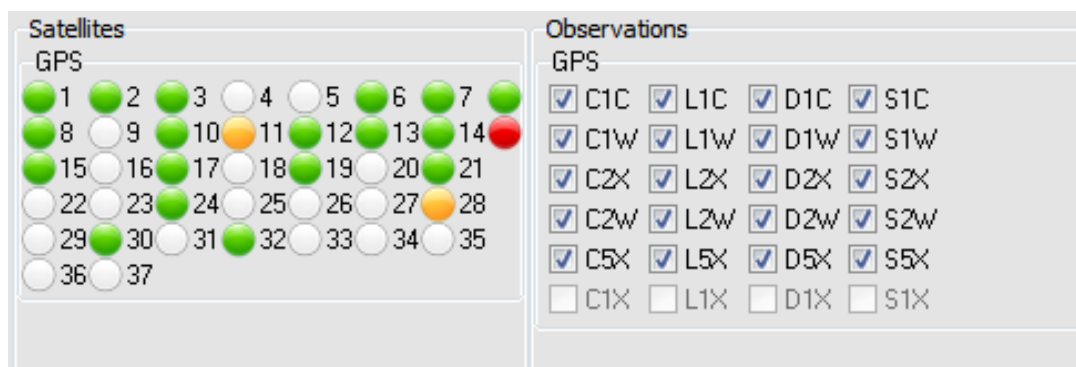 Satellites
GPS
1 2 3 4 5 6 7
8 9 10 11 12 13 14
15 16 17 18 19 20 21
22 23 24 25 26 27 28
29 30 31 32 33 34 35
36 37
Observations
GPS
C1C L1C D1C S1C
C1W L1W D1W S1W
C2X L2X D2X S2X
C2W L2W D2W S2W
C5X L5X D5X S5X
C1X L1X D1X S1X